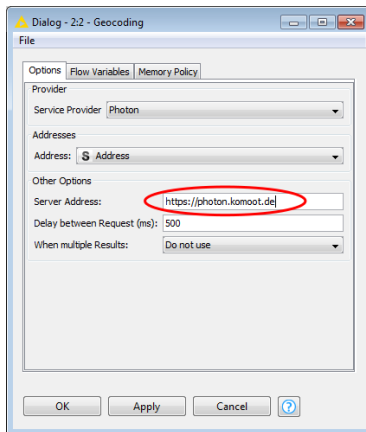 Dialog - 2:2 - Geocoding
File
Options Flow Variables Memory Policy
Provider
Service Provider Photon
Addresses
Address: S Address
Other Options
Server Address: https://photon.komoot.de
Delay between Request (ms): 500
When multiple Results: Do not use
OK Apply Cancel ?